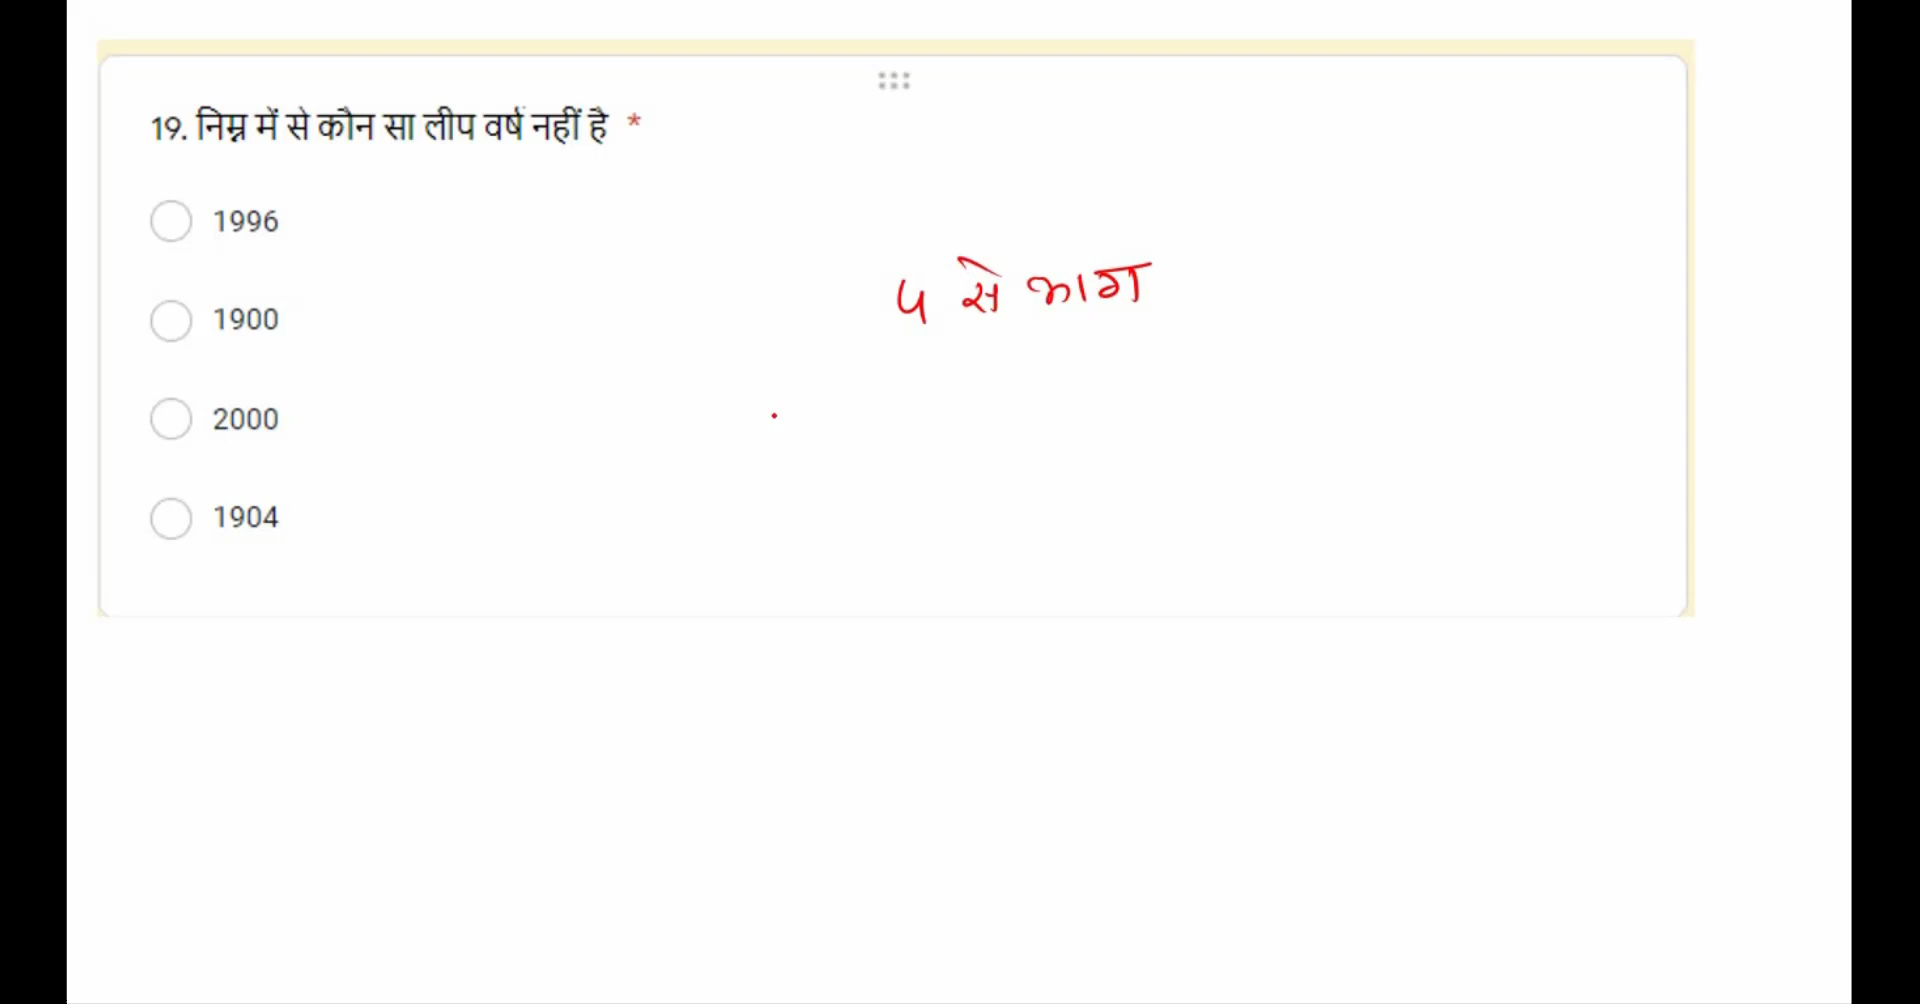 19. निम्न में से कौन सा लीप वर्ष नहीं है *
1996
4 से भाग
1900
2000
1904